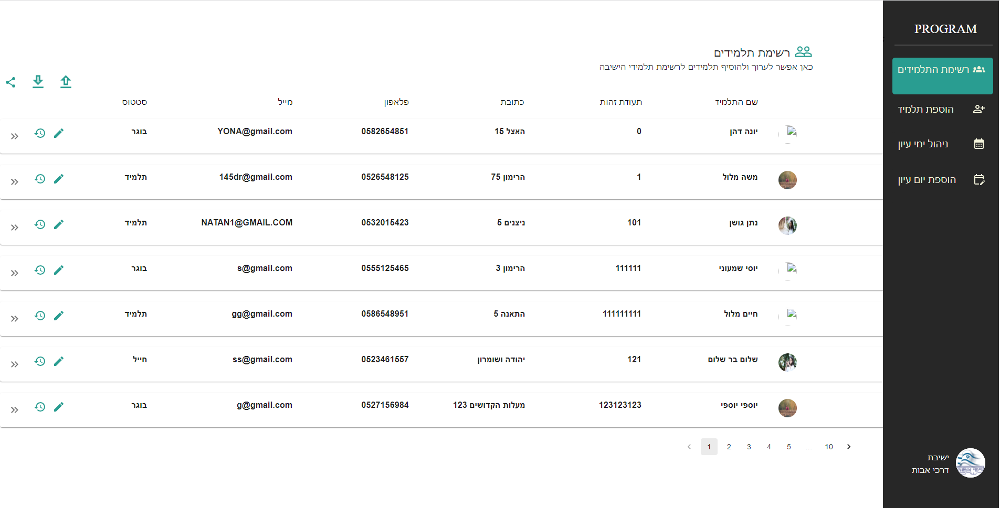 PROGRAM
רשימת התלמידים
הוספת תלמיד
ניהול ימי עיון
הוספת יום עיון
ישיבת
דרכי אבות
רשימת תלמידים
כאן אפשר לערוך ולהוסיף תלמידים לרשימת תלמידי הישיבה
שם התלמיד תעודת זהות כתובת פלאפון מייל סטטוס
יונה דהן 0 האצל 15 0582654851 YONA@gmail.com בוגר
משה מלול 1 הרימון 75 0526548125 145dr@gmail.com תלמיד
נתן גושן 101 ניצנים 5 0532015423 NATAN1@GMAIL.COM תלמיד
יוסי שמעוני 111111 הרימון 3 0555125465 s@gmail.com בוגר
חיים מלול 111111111 התאנה 5 0586548951 gg@gmail.com תלמיד
שלום בר שלום 121 יהודה ושומרון 0523461557 ss@gmail.com חייל
יוספי יוספי 123123123 מעלות הקדושים 123 0527156984 g@gmail.com בוגר
1 2 3 4 5 ... 10